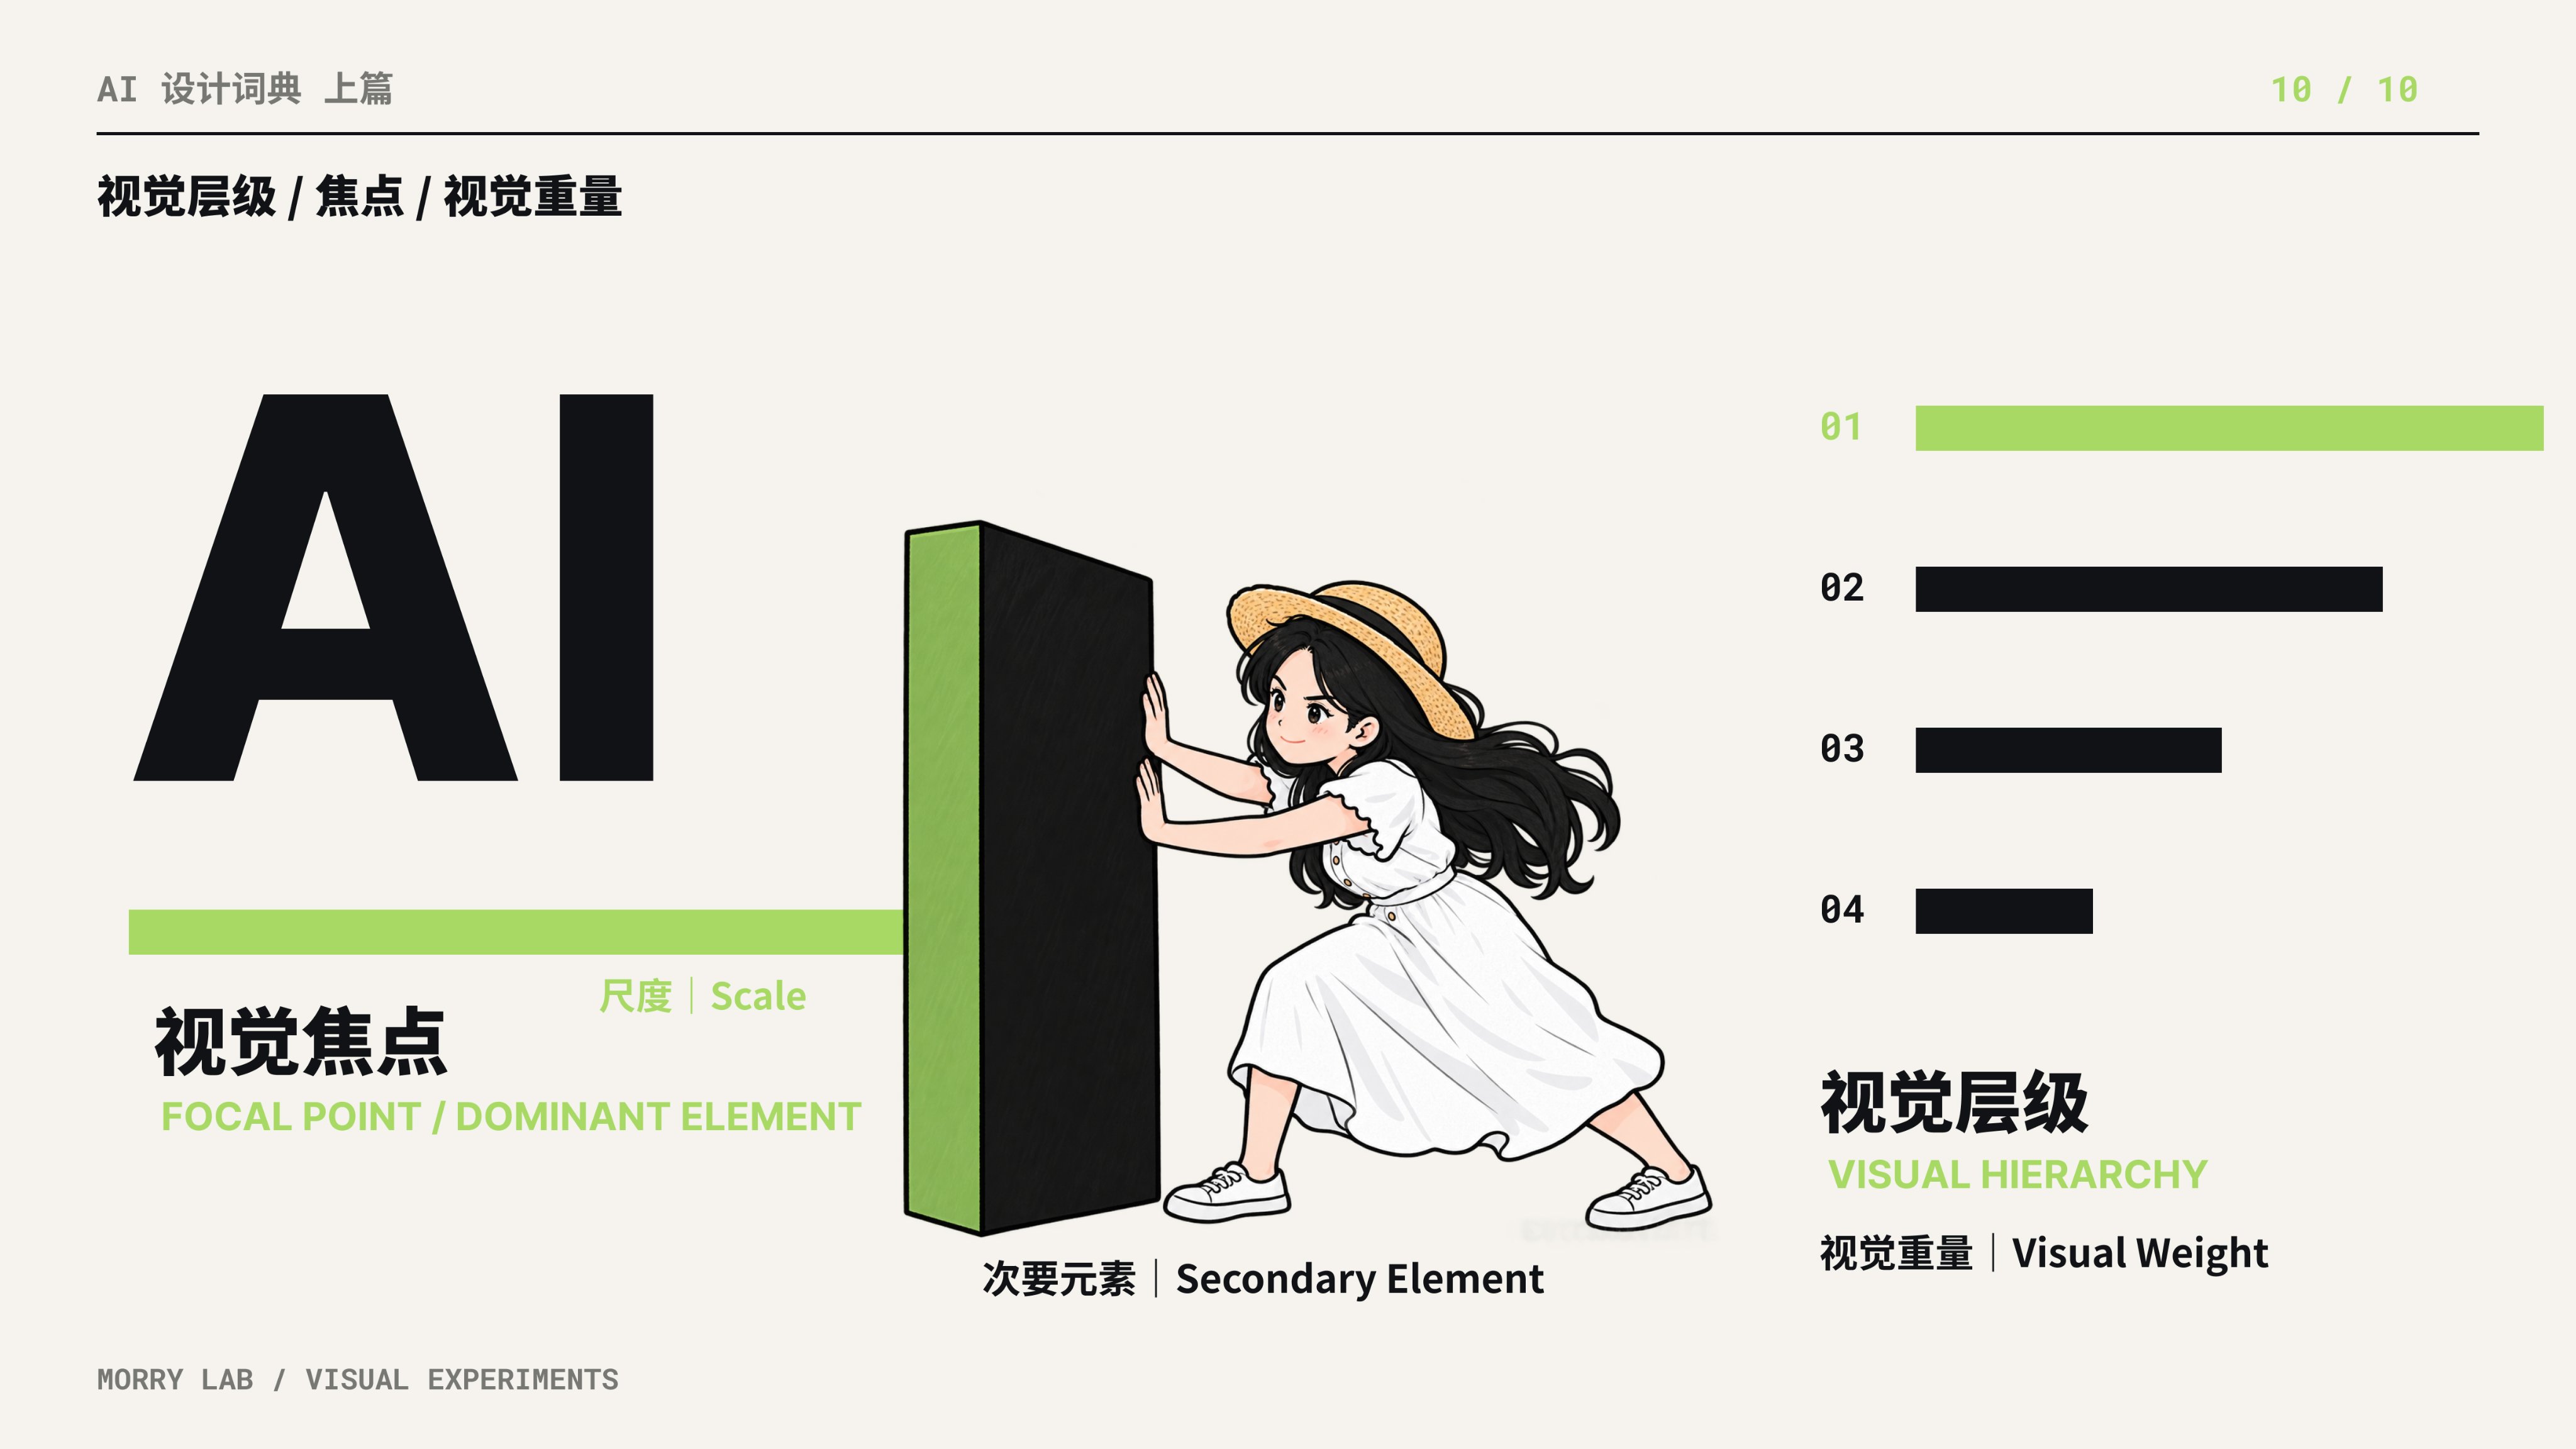 AI 设计词典 上篇
10 / 10
视觉层级 / 焦点 / 视觉重量
AI
尺度｜Scale
视觉焦点
FOCAL POINT / DOMINANT ELEMENT
次要元素｜Secondary Element
01
02
03
04
视觉层级
VISUAL HIERARCHY
视觉重量｜Visual Weight
MORRY LAB / VISUAL EXPERIMENTS